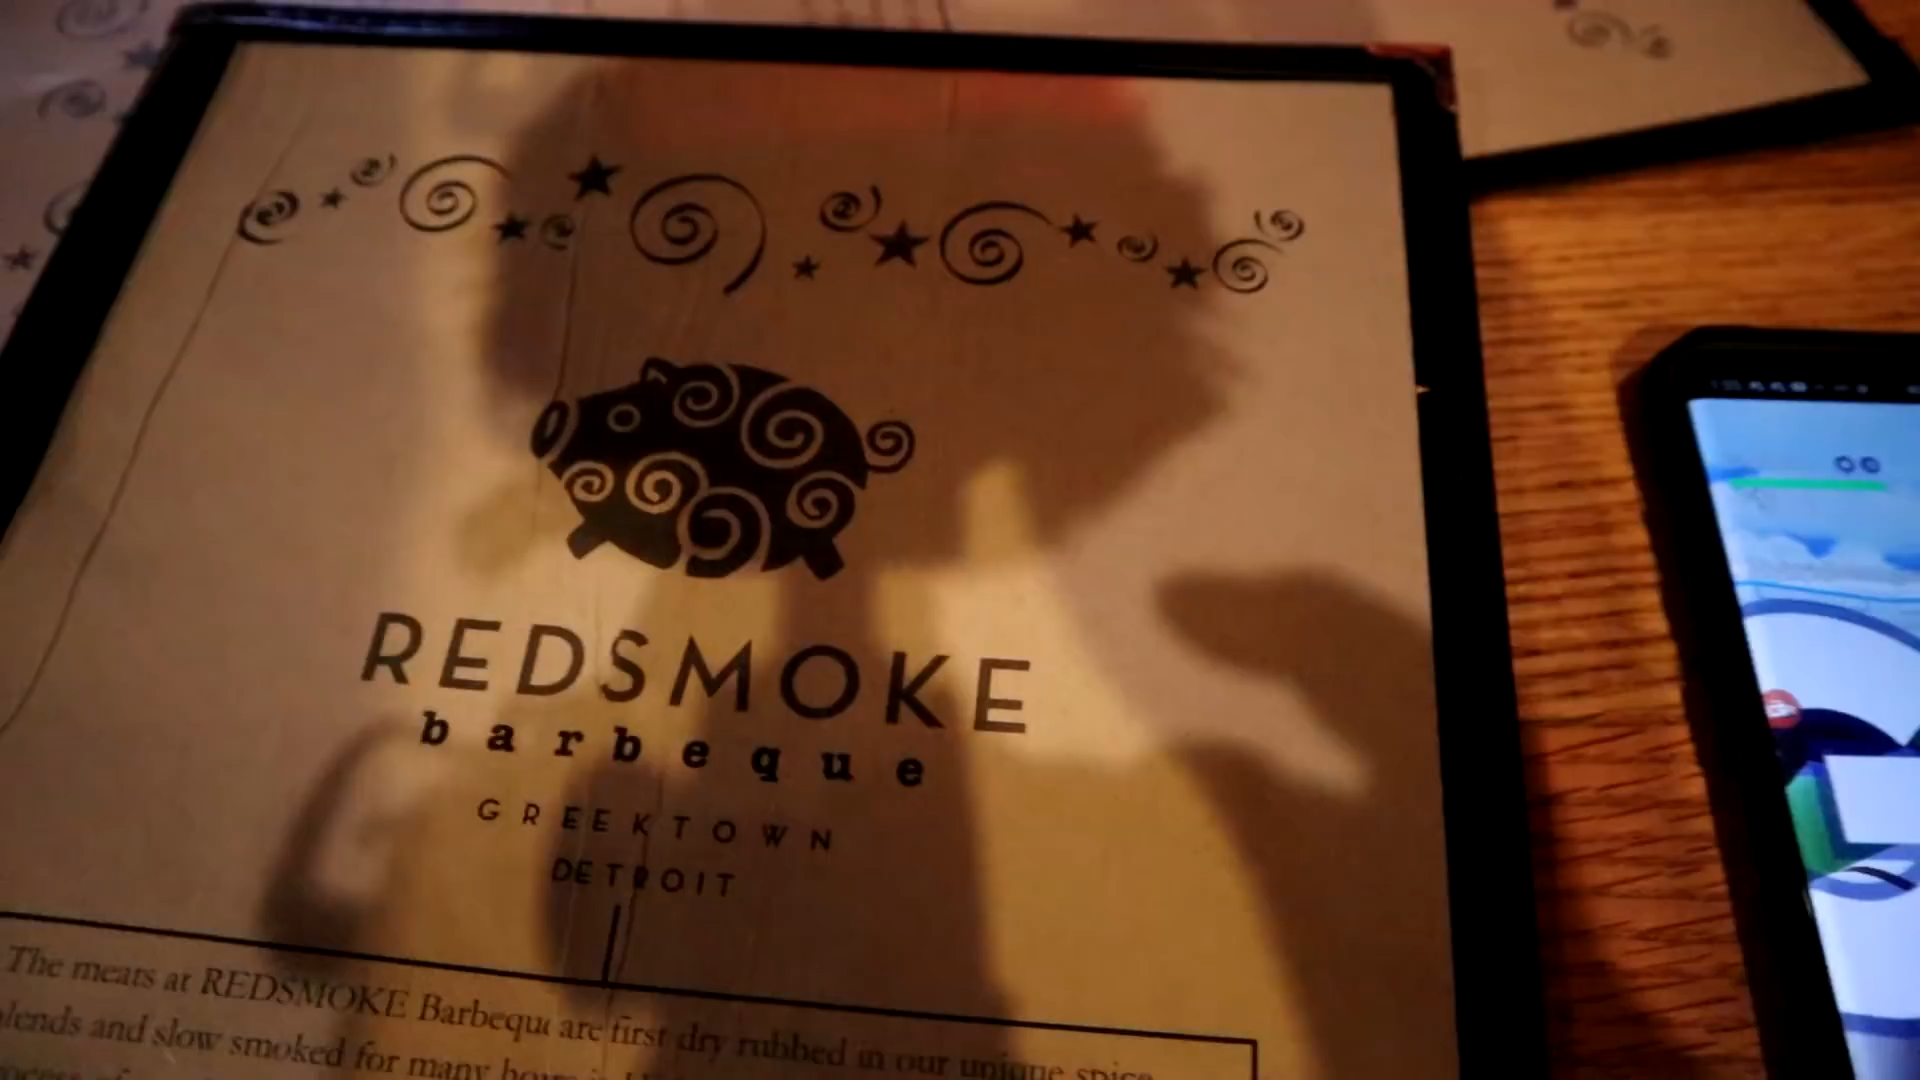 REDSMOKE
barbeque
GREEKTOWN
DETROIT
The meats at REDSMOKE Barbeque are first dry rubbed in our unique spice
blends and slow smoked for many hours